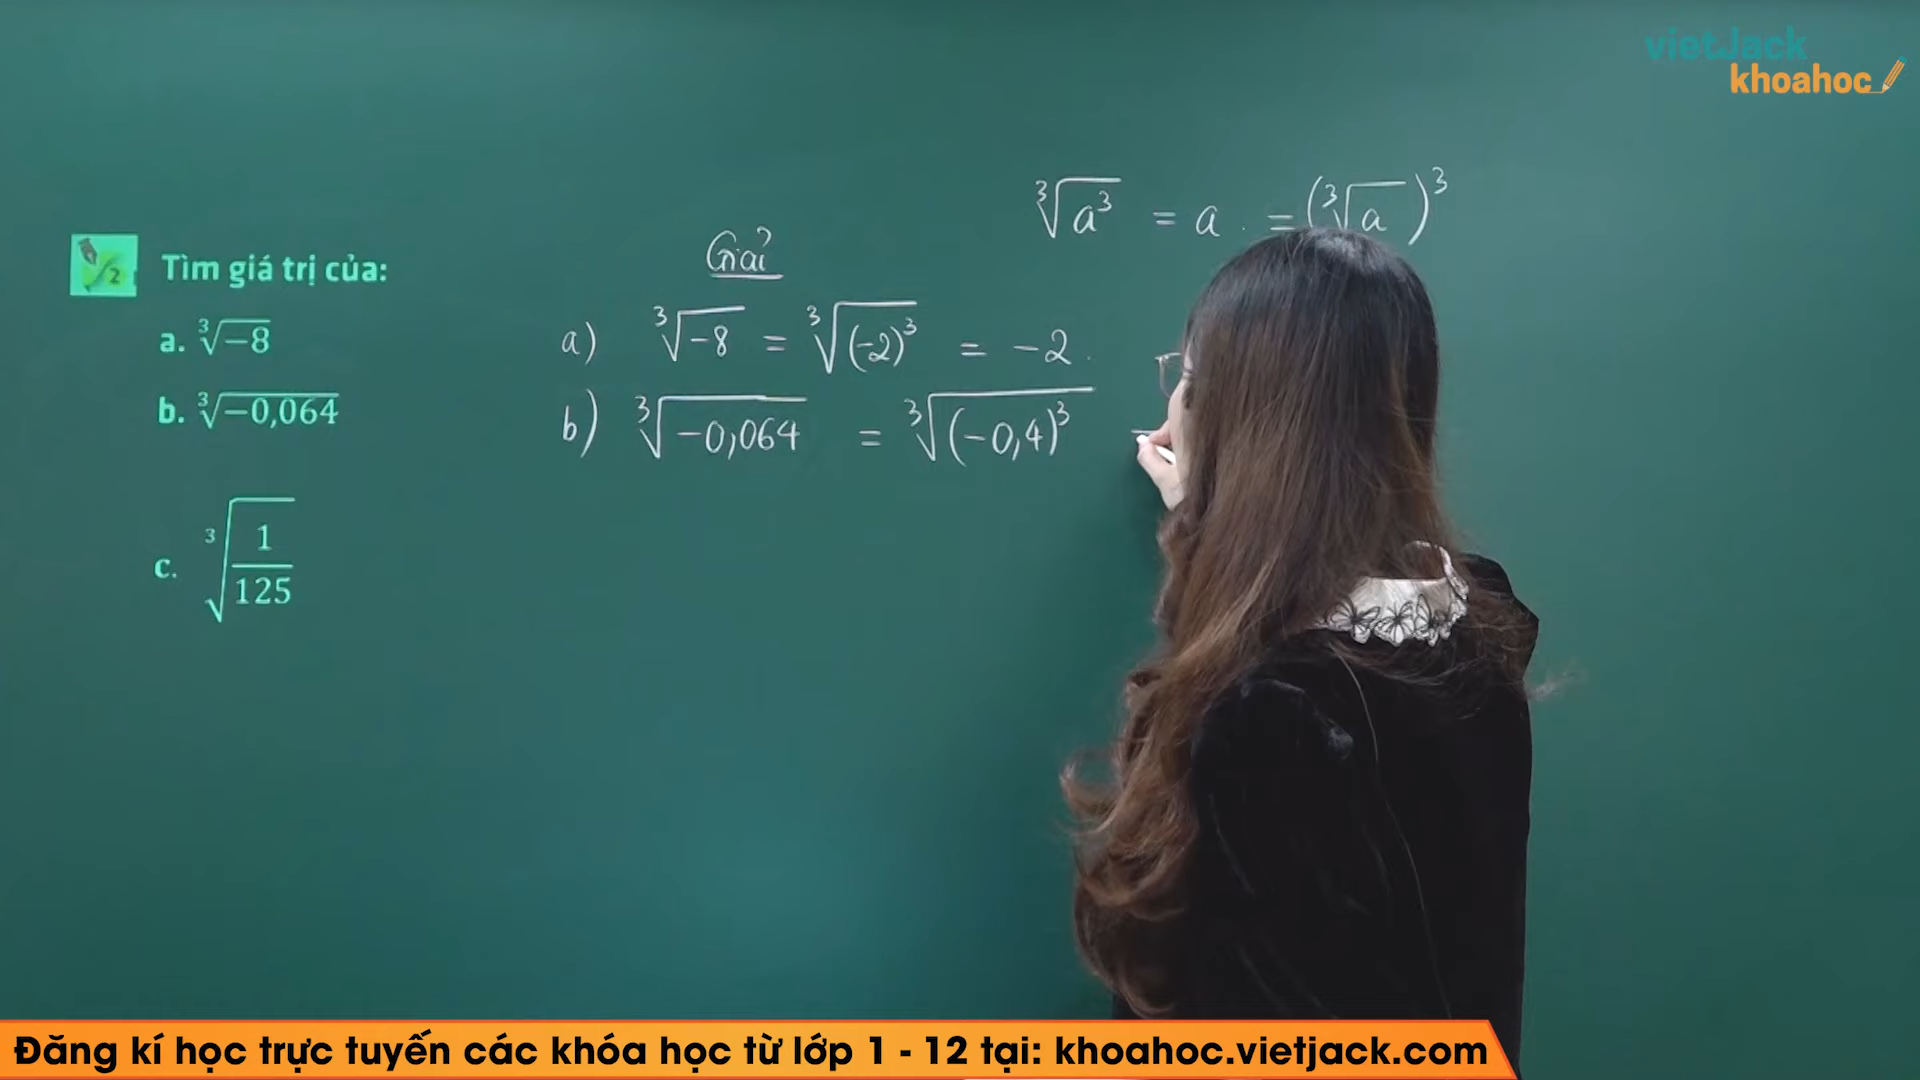 vietJack
khoahoc
∛(a³) = a. = (∛a)³
Giải
Tìm giá trị của:
a. ∛(−8)
b. ∛(−0,064)
c. ∛(1/125)
a) ∛(−8) = ∛((−2)³) = −2.
b) ∛(−0,064) = ∛((−0,4)³)
Đăng kí học trực tuyến các khóa học từ lớp 1 - 12 tại: khoahoc.vietjack.com